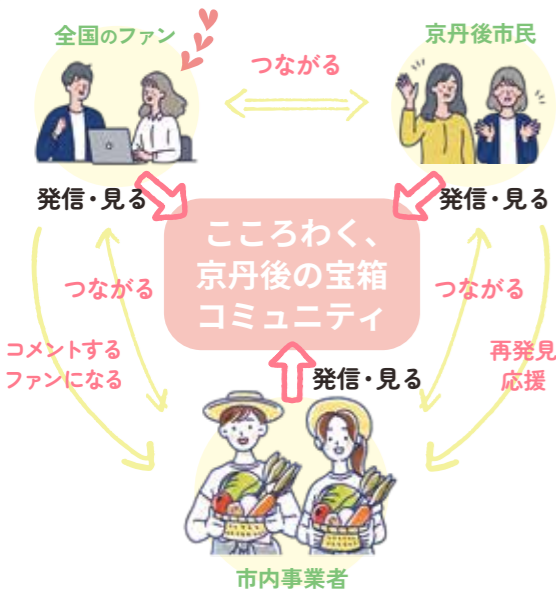 全国のファン
京丹後市民
つながる
発信・見る
発信・見る
こころわく、
京丹後の宝箱
コミュニティ
つながる
つながる
コメントする
ファンになる
再発見
応援
発信・見る
市内事業者